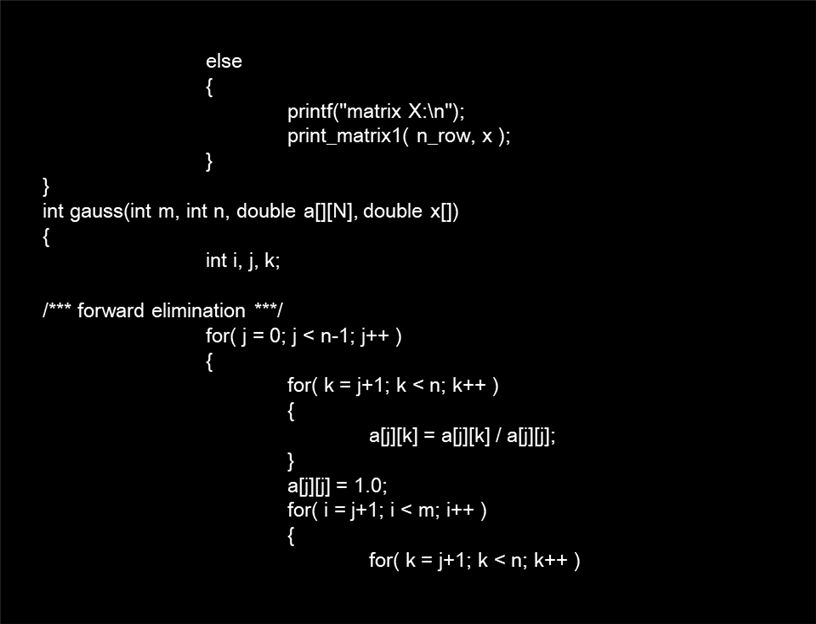 else
{
printf("matrix X:\n");
print_matrix1( n_row, x );
}
}
int gauss(int m, int n, double a[][N], double x[])
{
int i, j, k;
/*** forward elimination ***/
for( j = 0; j < n-1; j++ )
{
for( k = j+1; k < n; k++ )
{
a[j][k] = a[j][k] / a[j][j];
}
a[j][j] = 1.0;
for( i = j+1; i < m; i++ )
{
for( k = j+1; k < n; k++ )